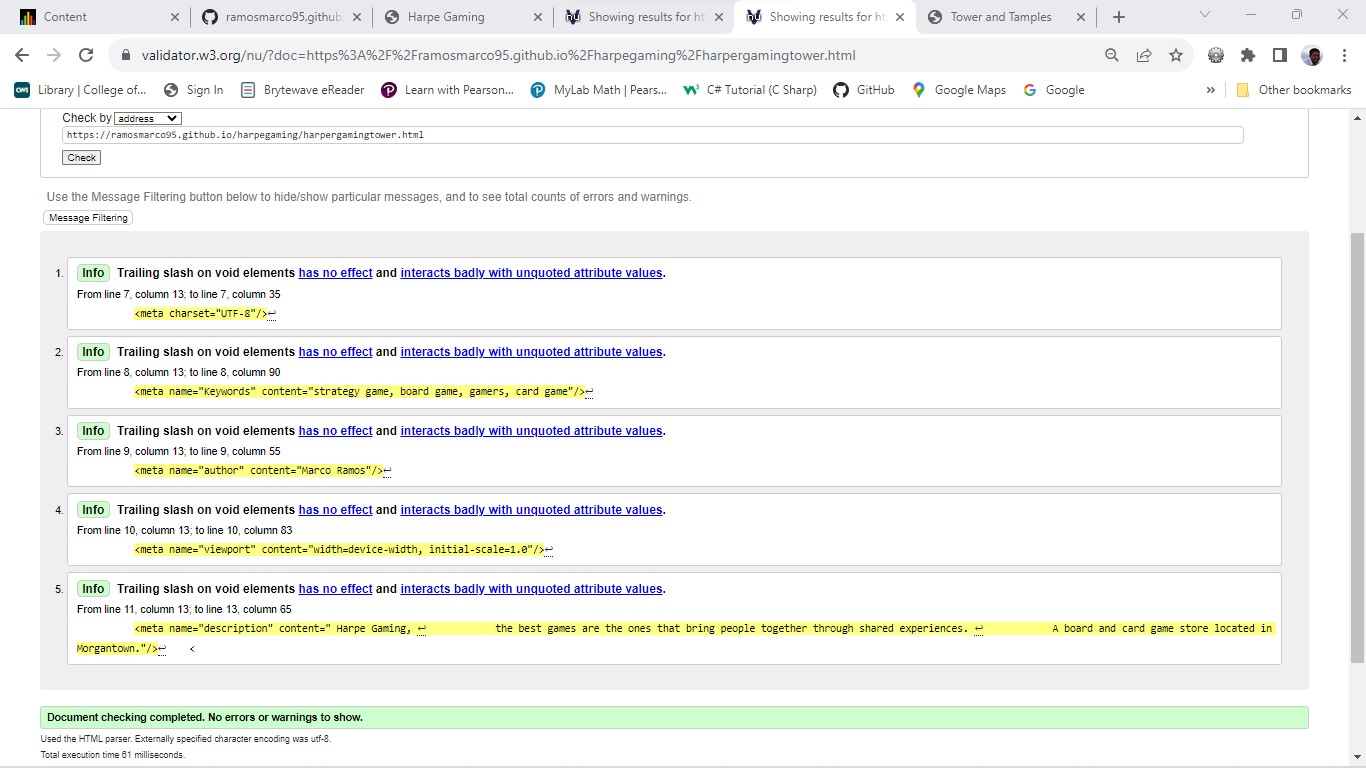 Content
ramosmarco95.github
Harpe Gaming
Showing results for ht
Showing results for ht
Tower and Tamples
validator.w3.org/nu/?doc=https%3A%2F%2Framosmarco95.github.io%2Fharpegaming%2Fharpergamingtower.html
Library | College of...
Sign In
Brytewave eReader
Learn with Pearson...
MyLab Math | Pears...
C# Tutorial (C Sharp)
GitHub
Google Maps
Google
»
Other bookmarks
Check by address
https://ramosmarco95.github.io/harpegaming/harpergamingtower.html
Check
Use the Message Filtering button below to hide/show particular messages, and to see total counts of errors and warnings.
Message Filtering
1. Info Trailing slash on void elements has no effect and interacts badly with unquoted attribute values.
From line 7, column 13; to line 7, column 35
<meta charset="UTF-8"/>↩
2. Info Trailing slash on void elements has no effect and interacts badly with unquoted attribute values.
From line 8, column 13; to line 8, column 90
<meta name="Keywords" content="strategy game, board game, gamers, card game"/>↩
3. Info Trailing slash on void elements has no effect and interacts badly with unquoted attribute values.
From line 9, column 13; to line 9, column 55
<meta name="author" content="Marco Ramos"/>↩
4. Info Trailing slash on void elements has no effect and interacts badly with unquoted attribute values.
From line 10, column 13; to line 10, column 83
<meta name="viewport" content="width=device-width, initial-scale=1.0"/>↩
5. Info Trailing slash on void elements has no effect and interacts badly with unquoted attribute values.
From line 11, column 13; to line 13, column 65
<meta name="description" content=" Harpe Gaming, ↩ the best games are the ones that bring people together through shared experiences. ↩ A board and card game store located in
Morgantown."/>↩ <
Document checking completed. No errors or warnings to show.
Used the HTML parser. Externally specified character encoding was utf-8.
Total execution time 61 milliseconds.